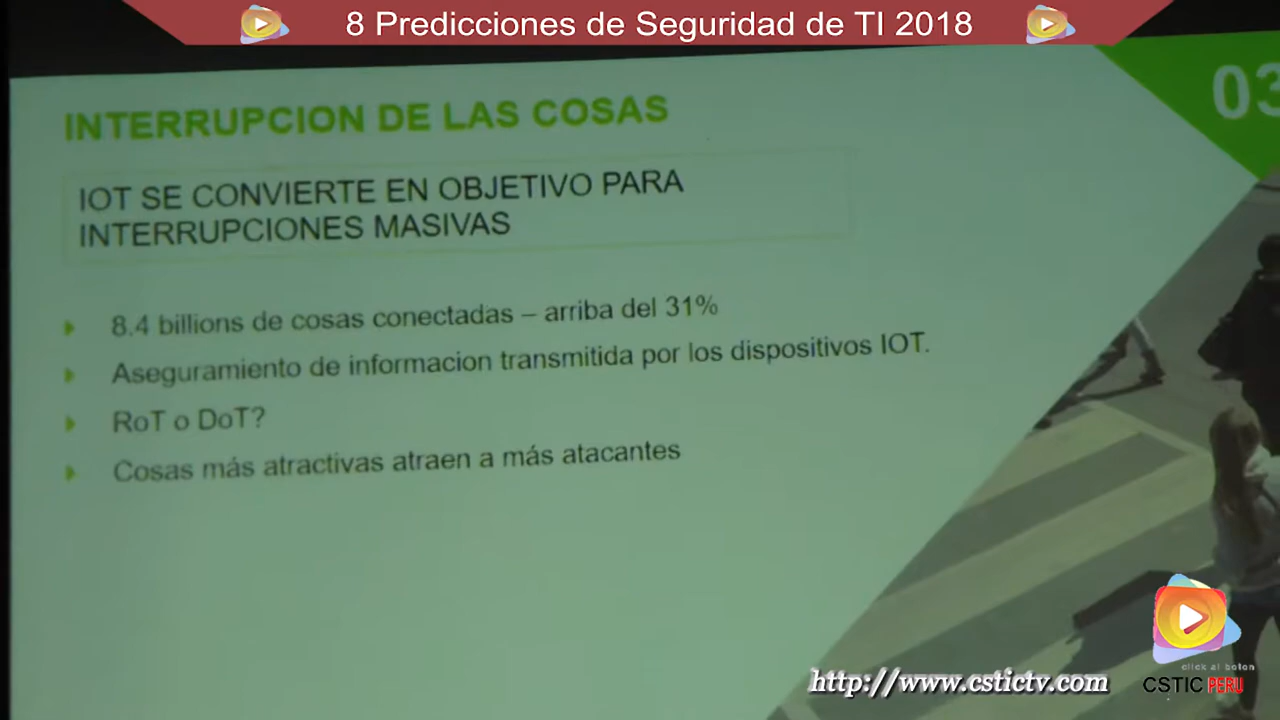 8 Predicciones de Seguridad de TI 2018
03
INTERRUPCION DE LAS COSAS
IOT SE CONVIERTE EN OBJETIVO PARA
INTERRUPCIONES MASIVAS
8.4 billions de cosas conectadas – arriba del 31%
Aseguramiento de informacion transmitida por los dispositivos IOT.
RoT o DoT?
Cosas más atractivas atraen a más atacantes
click al boton
http://www.cstictv.com
CSTIC PERU